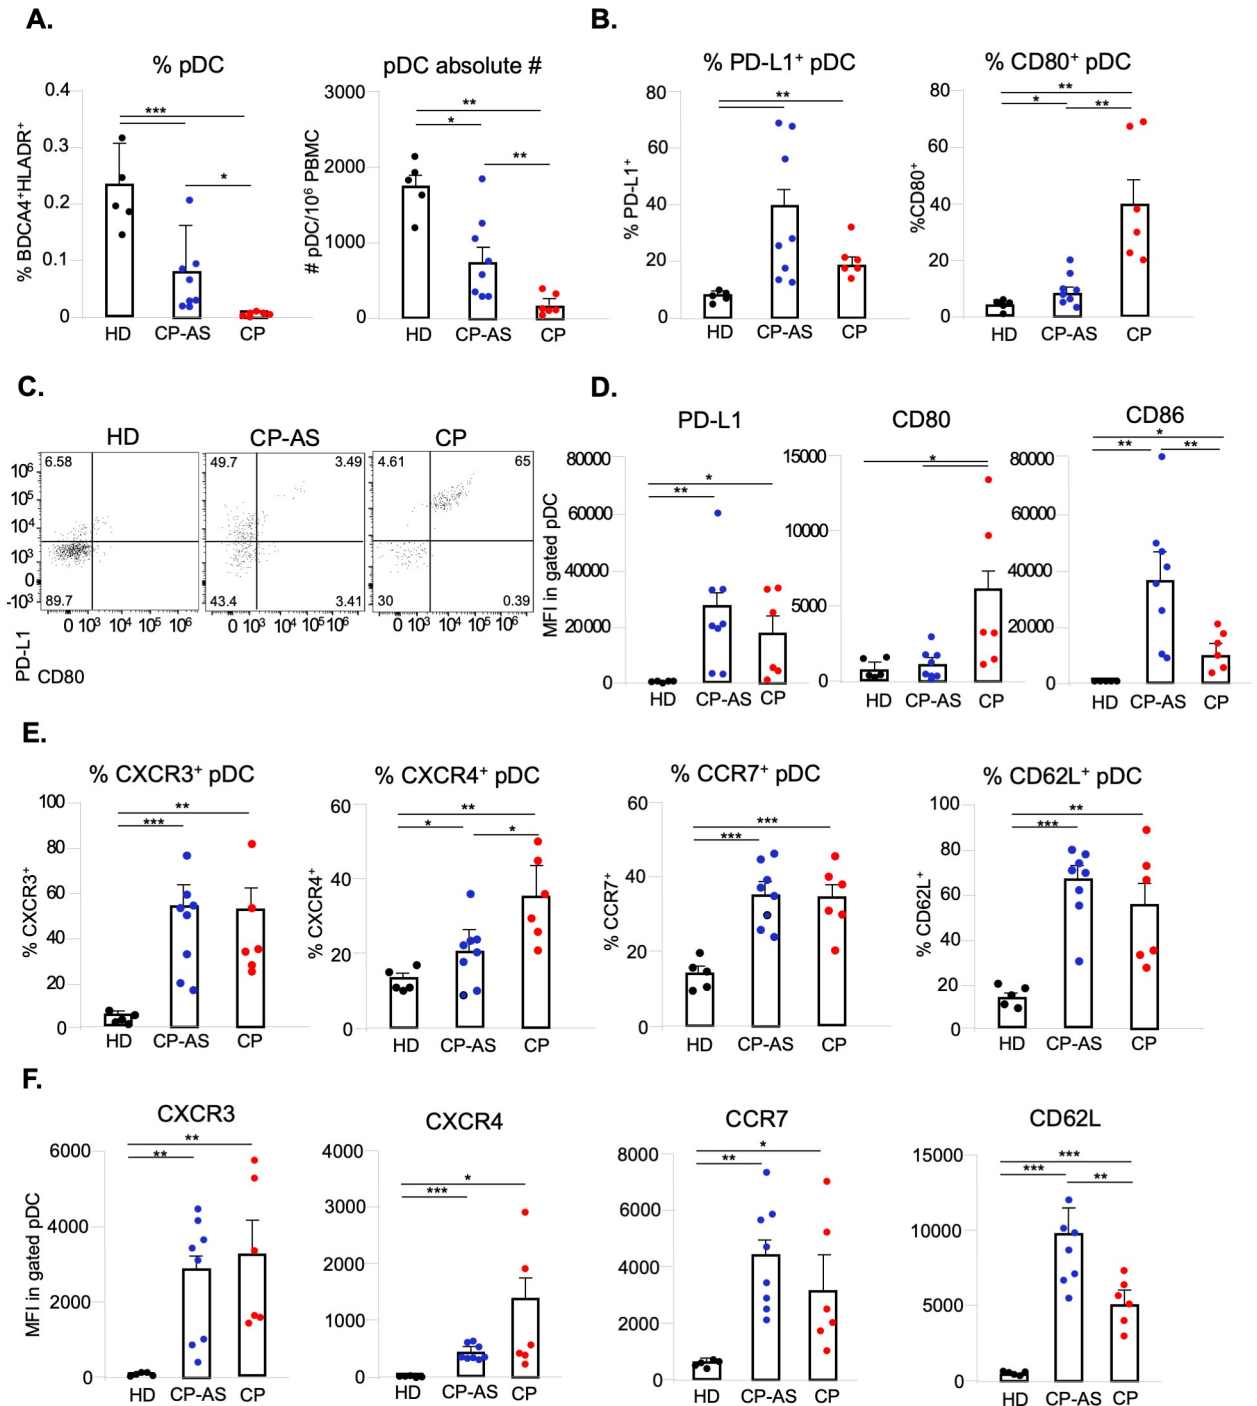 A.
B.
% pDC
pDC absolute #
% PD-L1⁺ pDC
% CD80⁺ pDC
% BDCA4⁺HLADR⁺
0.4
0.3
0.2
0.1
0
***
*
HD CP-AS CP
# pDC/10⁶ PBMC
3000
2000
1000
0
**
*
**
HD CP-AS CP
% PD-L1⁺
80
60
40
20
0
**
HD CP-AS CP
%CD80⁺
80
60
40
20
0
**
*
**
HD CP-AS CP
C.
D.
HD
CP-AS
CP
10⁶
10⁵
10⁴
10³
0
-10³
6.58
89.7
49.7 3.49
43.4 3.41
4.61 65
30 0.39
0 10³ 10⁴ 10⁵ 10⁶
0 10³ 10⁴ 10⁵ 10⁶
0 10³ 10⁴ 10⁵ 10⁶
PD-L1
CD80
PD-L1
CD80
CD86
MFI in gated pDC
80000
60000
40000
20000
0
*
**
HD CP-AS CP
15000
10000
5000
0
*
HD CP-AS CP
80000
60000
40000
20000
0
*
**
**
HD CP-AS CP
E.
% CXCR3⁺ pDC
% CXCR4⁺ pDC
% CCR7⁺ pDC
% CD62L⁺ pDC
% CXCR3⁺
100
80
60
40
20
0
**
***
HD CP-AS CP
% CXCR4⁺
60
40
20
0
**
*
*
HD CP-AS CP
% CCR7⁺
60
40
20
0
***
***
HD CP-AS CP
% CD62L⁺
100
80
60
40
20
0
**
***
HD CP-AS CP
F.
CXCR3
CXCR4
CCR7
CD62L
MFI in gated pDC
6000
4000
2000
0
**
**
HD CP-AS CP
4000
3000
2000
1000
0
*
***
HD CP-AS CP
8000
6000
4000
2000
0
*
**
HD CP-AS CP
15000
10000
5000
0
***
***
**
HD CP-AS CP